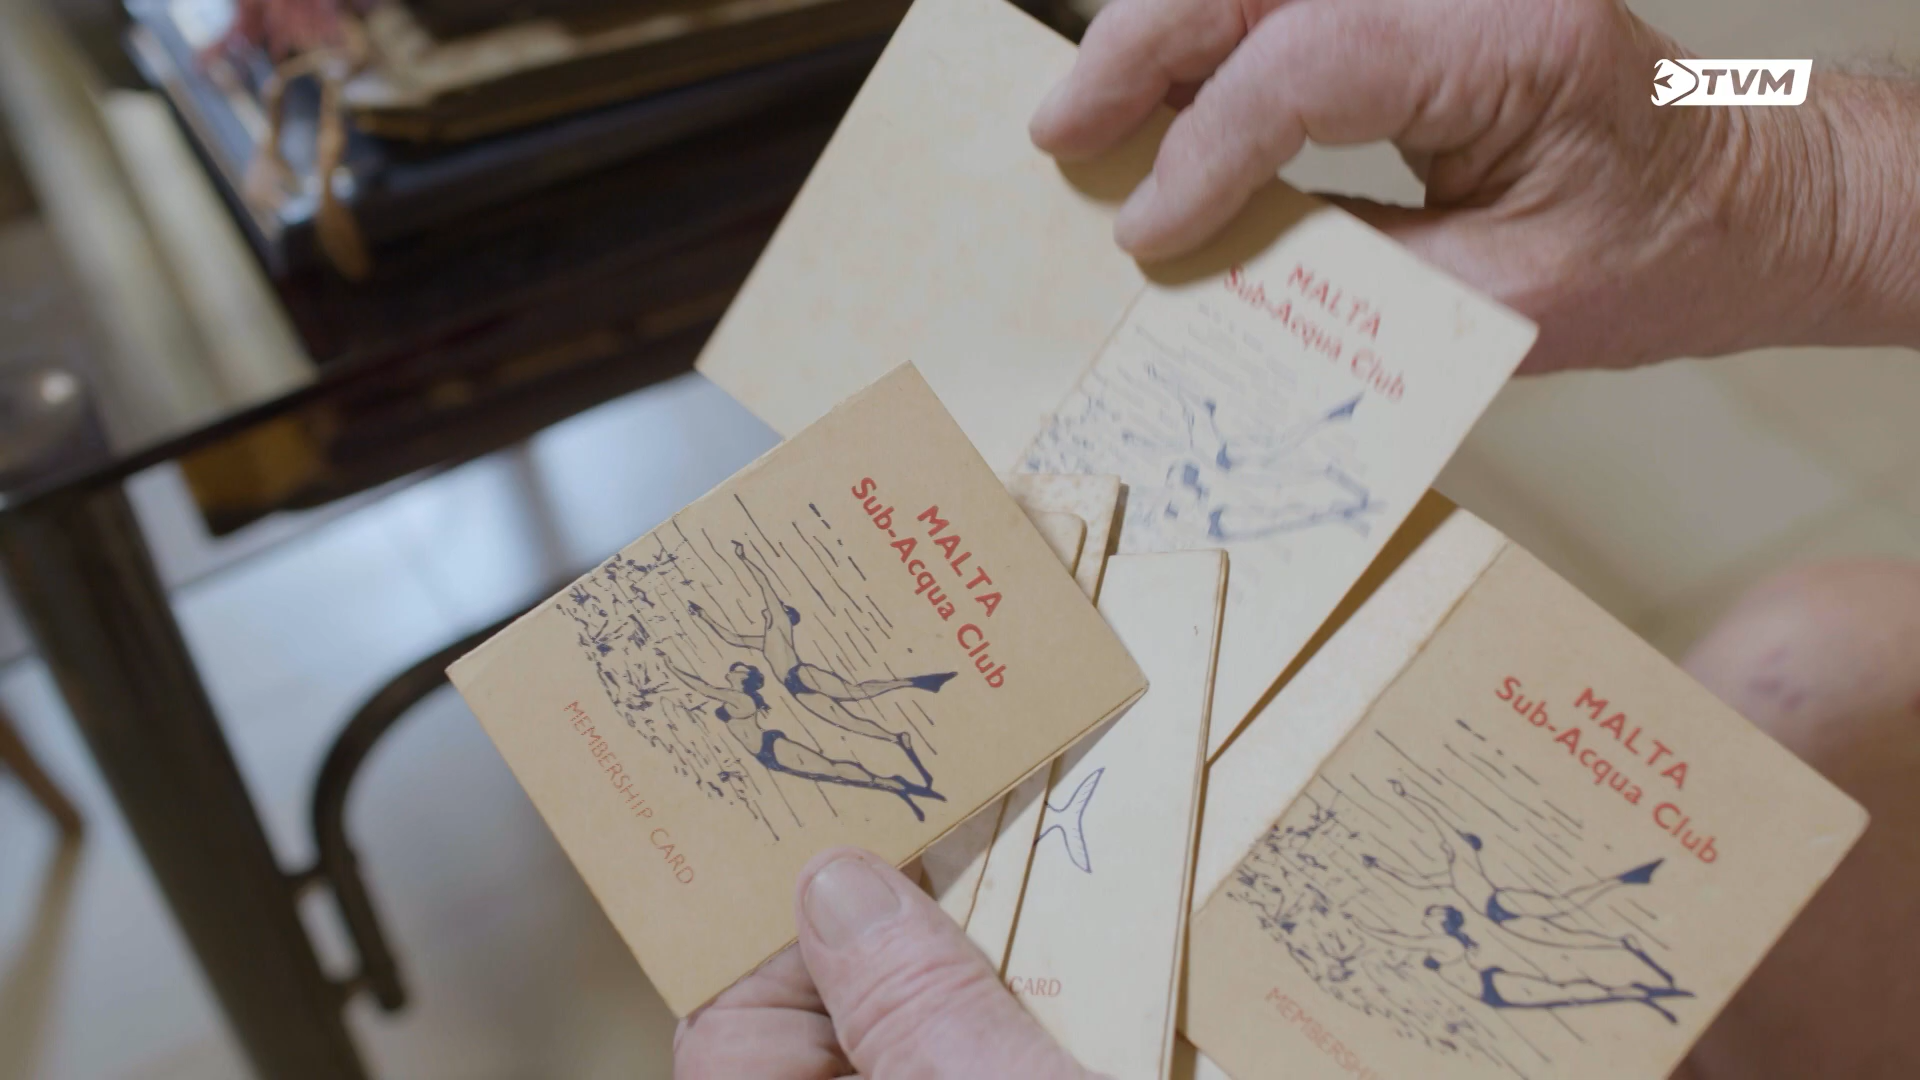 TVM
MALTA
Sub-Acqua Club
MALTA
Sub-Acqua Club
MEMBERSHIP CARD
CARD
MALTA
Sub-Acqua Club
MEMBERSHIP